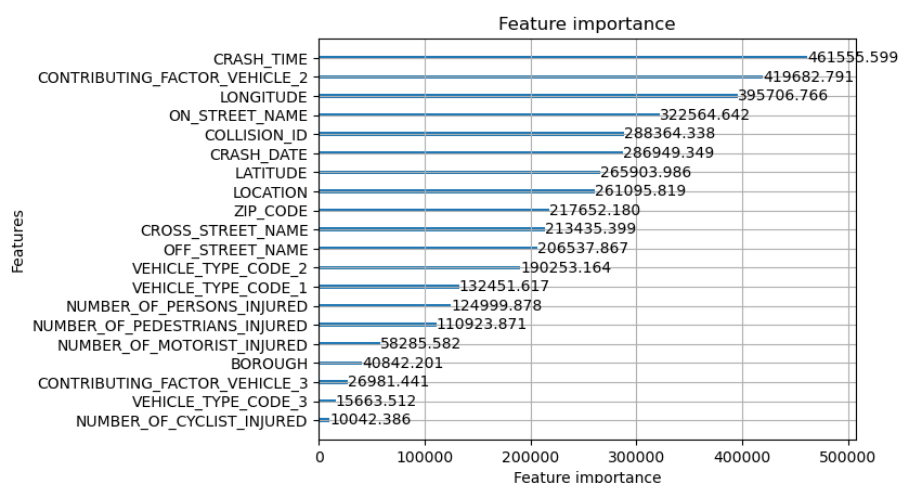 Feature importance
CRASH_TIME 461555.599
CONTRIBUTING_FACTOR_VEHICLE_2 419682.791
LONGITUDE 395706.766
ON_STREET_NAME 322564.642
COLLISION_ID 288364.338
CRASH_DATE 286949.349
LATITUDE 265903.986
LOCATION 261095.819
ZIP_CODE 217652.180
CROSS_STREET_NAME 213435.399
OFF_STREET_NAME 206537.867
VEHICLE_TYPE_CODE_2 190253.164
VEHICLE_TYPE_CODE_1 132451.617
NUMBER_OF_PERSONS_INJURED 124999.878
NUMBER_OF_PEDESTRIANS_INJURED 110923.871
NUMBER_OF_MOTORIST_INJURED 58285.582
BOROUGH 40842.201
CONTRIBUTING_FACTOR_VEHICLE_3 26981.441
VEHICLE_TYPE_CODE_3 15663.512
NUMBER_OF_CYCLIST_INJURED 10042.386
Features
0 100000 200000 300000 400000 500000
Feature importance